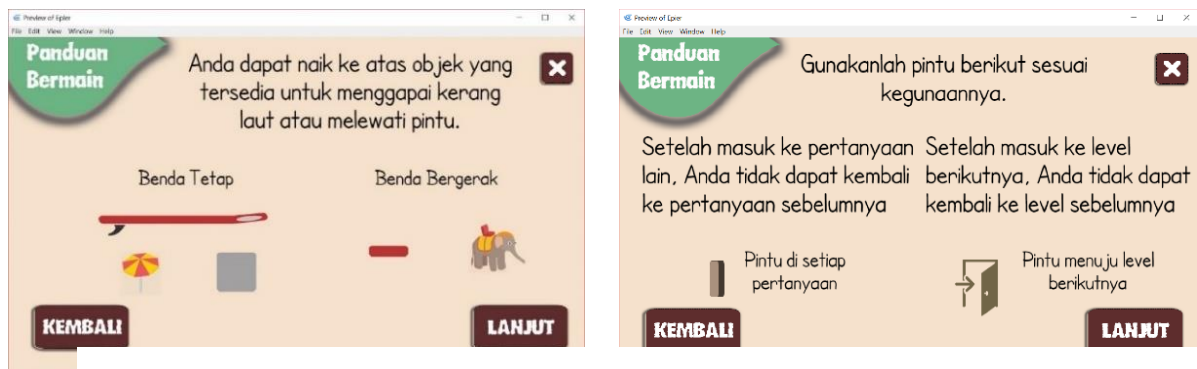 Preview of Epier
File Edit View Window Help
Panduan
Bermain
Anda dapat naik ke atas objek yang
tersedia untuk menggapai kerang
laut atau melewati pintu.
Benda Tetap
Benda Bergerak
KEMBALI
LANJUT
Preview of Epier
File Edit View Window Help
Panduan
Bermain
Gunakanlah pintu berikut sesuai
kegunaannya.
Setelah masuk ke pertanyaan
lain, Anda tidak dapat kembali
ke pertanyaan sebelumnya
Setelah masuk ke level
berikutnya, Anda tidak dapat
kembali ke level sebelumnya
Pintu di setiap
pertanyaan
Pintu menuju level
berikutnya
KEMBALI
LANJUT